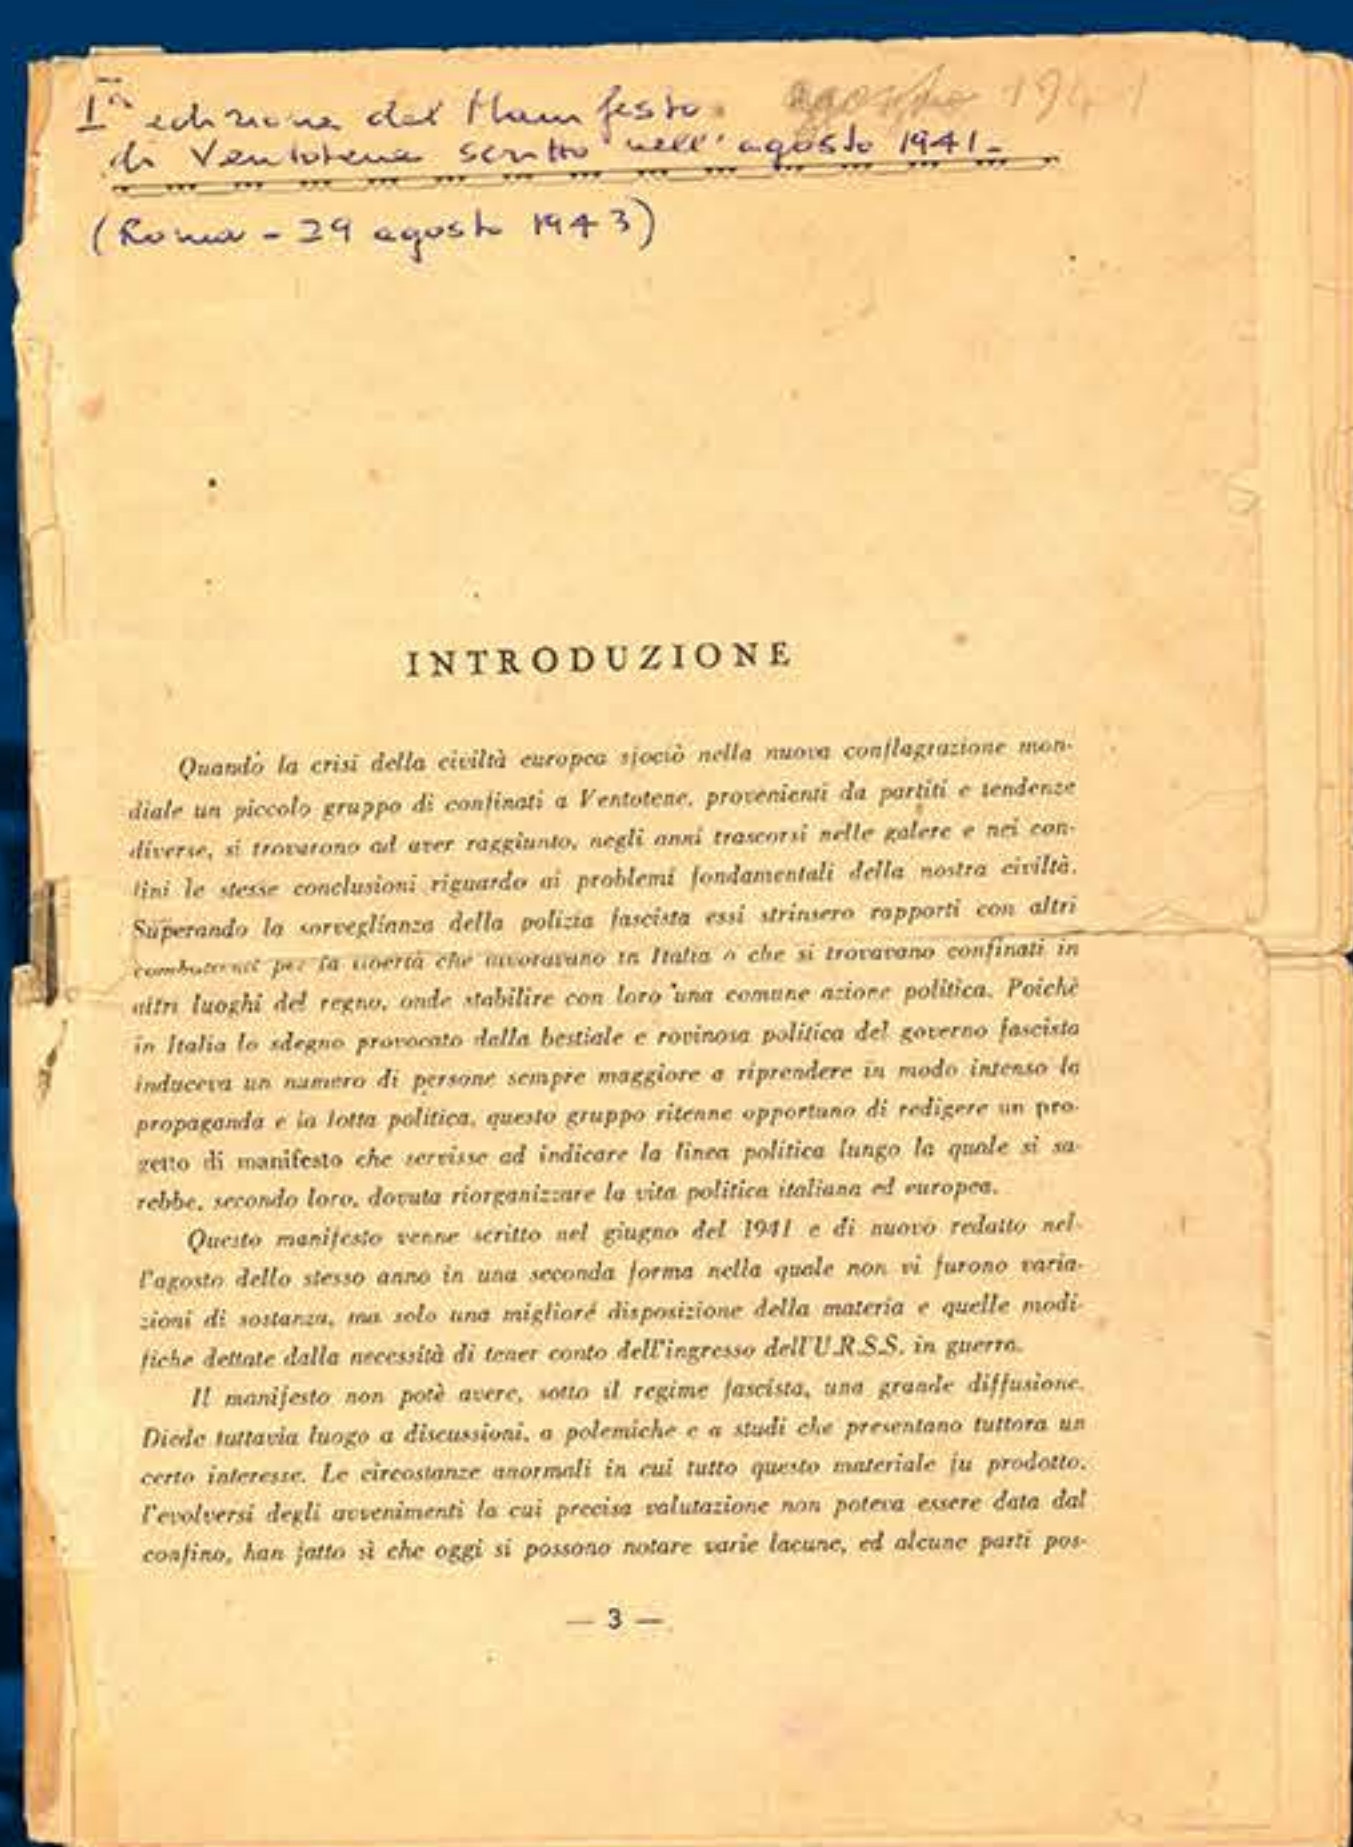 Iª edizione del Manifesto
agosto 1941
di Ventotene scritto nell'agosto 1941-
(Roma - 29 agosto 1943)
INTRODUZIONE
Quando la crisi della civiltà europea sfociò nella nuova conflagrazione mon-
diale un piccolo gruppo di confinati a Ventotene, provenienti da partiti e tendenze
diverse, si trovarono ad aver raggiunto, negli anni trascorsi nelle galere e nei con-
fini le stesse conclusioni riguardo ai problemi fondamentali della nostra civiltà.
Superando la sorveglianza della polizia fascista essi strinsero rapporti con altri
combattenti per la libertà che lavoravano in Italia o che si trovavano confinati in
altri luoghi del regno, onde stabilire con loro una comune azione politica. Poichè
in Italia lo sdegno provocato dalla bestiale e rovinosa politica del governo fascista
induceva un numero di persone sempre maggiore a riprendere in modo intenso la
propaganda e la lotta politica, questo gruppo ritenne opportuno di redigere un pro-
getto di manifesto che servisse ad indicare la linea politica lungo la quale si sa-
rebbe, secondo loro, dovuta riorganizzare la vita politica italiana ed europea.
Questo manifesto venne scritto nel giugno del 1941 e di nuovo redatto nel-
l'agosto dello stesso anno in una seconda forma nella quale non vi furono varia-
zioni di sostanza, ma solo una migliore disposizione della materia e quelle modi-
fiche dettate dalla necessità di tener conto dell'ingresso dell'U.R.S.S. in guerra.
Il manifesto non potè avere, sotto il regime fascista, una grande diffusione.
Diede tuttavia luogo a discussioni, a polemiche e a studi che presentano tuttora un
certo interesse. Le circostanze anormali in cui tutto questo materiale fu prodotto,
l'evolversi degli avvenimenti la cui precisa valutazione non poteva essere data dal
confino, han fatto sì che oggi si possono notare varie lacune, ed alcune parti pos-
— 3 —